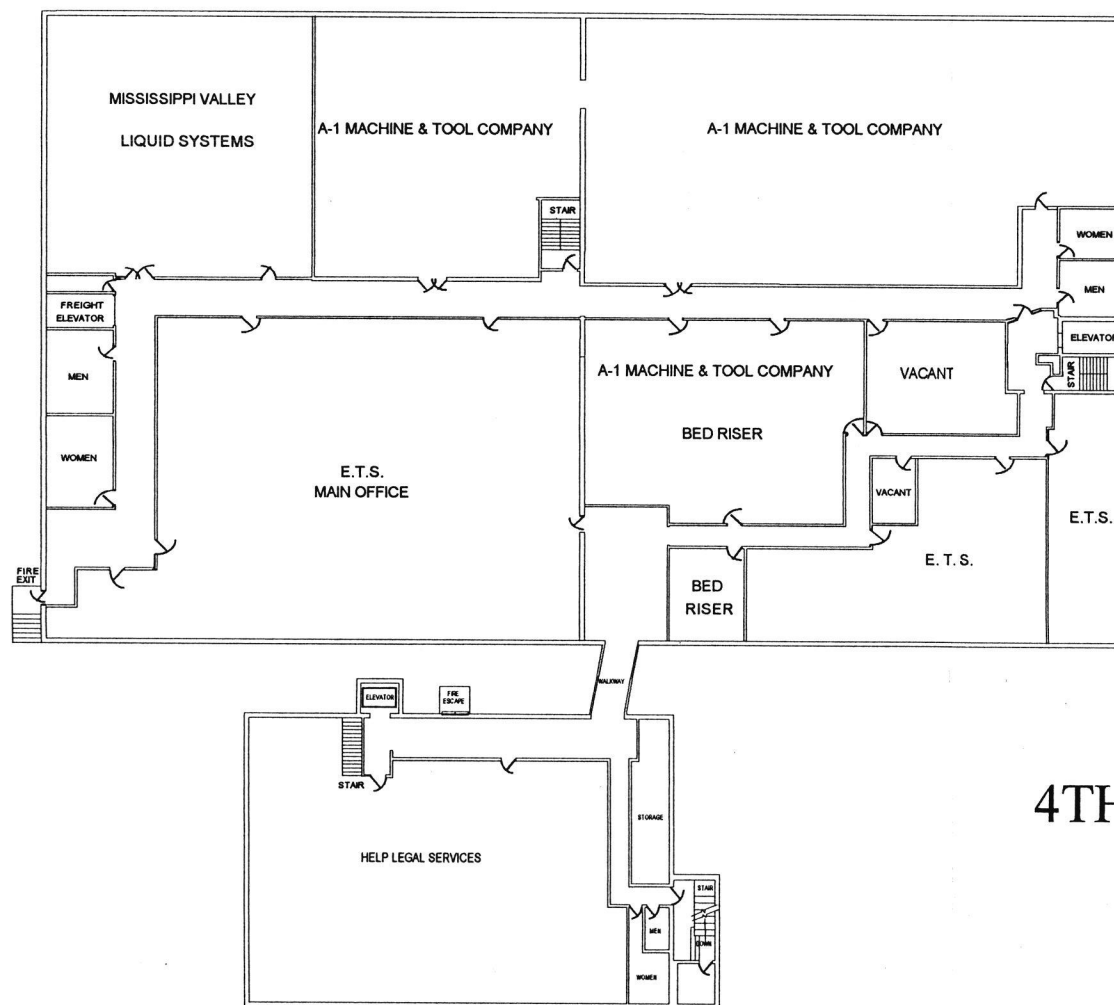 MISSISSIPPI VALLEY
LIQUID SYSTEMS
A-1 MACHINE & TOOL COMPANY
A-1 MACHINE & TOOL COMPANY
STAIR
WOMEN
MEN
FREIGHT
ELEVATOR
ELEVATOR
STAIR
MEN
A-1 MACHINE & TOOL COMPANY
VACANT
BED RISER
WOMEN
E.T.S.
MAIN OFFICE
VACANT
E.T.S.
E. T. S.
FIRE
EXIT
BED
RISER
WALKWAY
ELEVATOR
FIRE
ESCAPE
STAIR
4TH
STORAGE
HELP LEGAL SERVICES
STAIR
MEN
DOWN
WOMEN